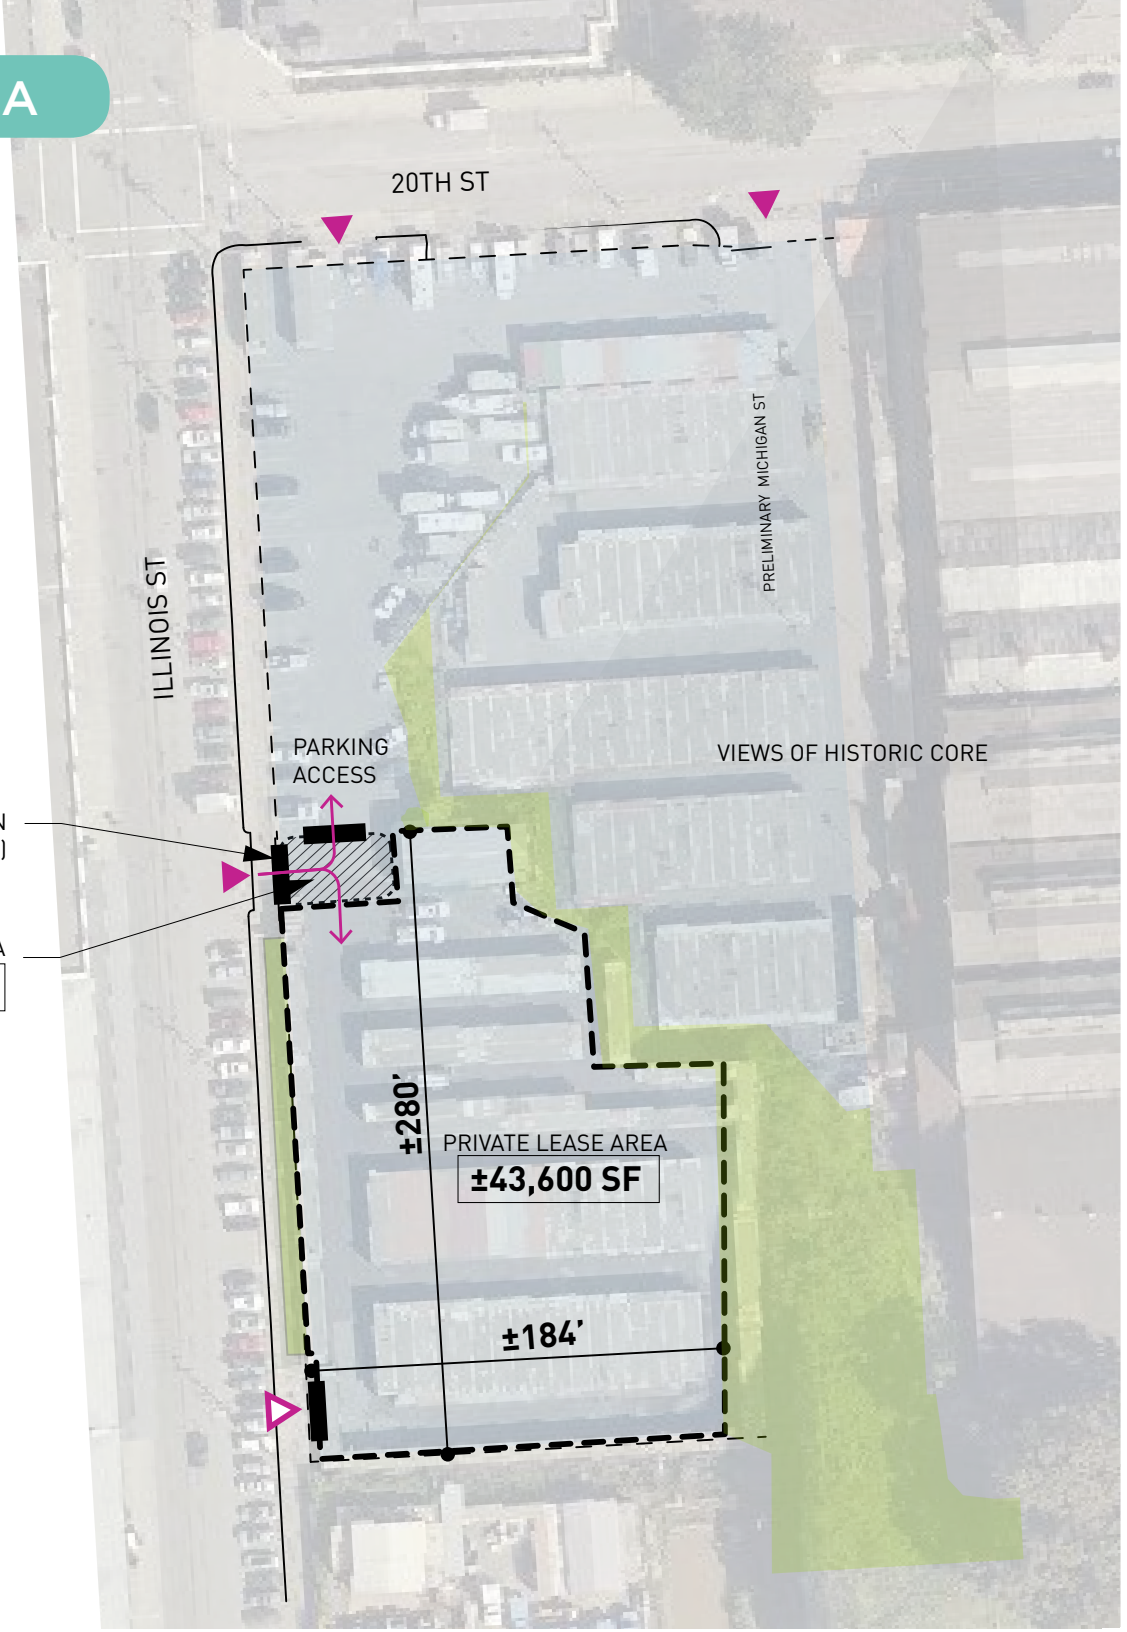 A
20TH ST
PRELIMINARY MICHIGAN ST
ILLINOIS ST
PARKING
ACCESS
VIEWS OF HISTORIC CORE
N
)
A
±280’
PRIVATE LEASE AREA
±43,600 SF
±184’